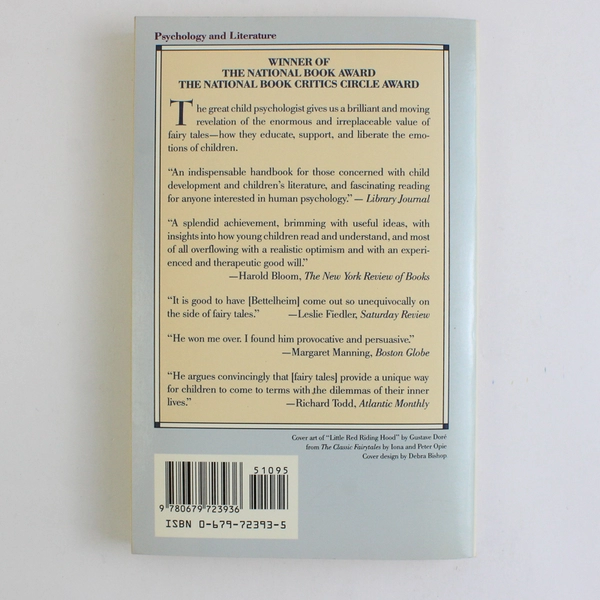 Psychology and Literature
WINNER OF
THE NATIONAL BOOK AWARD
THE NATIONAL BOOK CRITICS CIRCLE AWARD
The great child psychologist gives us a brilliant and moving
revelation of the enormous and irreplaceable value of
fairy tales—how they educate, support, and liberate the emo-
tions of children.
“An indispensable handbook for those concerned with child
development and children’s literature, and fascinating reading
for anyone interested in human psychology.” — Library Journal
“A splendid achievement, brimming with useful ideas, with
insights into how young children read and understand, and most
of all overflowing with a realistic optimism and with an experi-
enced and therapeutic good will.”
—Harold Bloom, The New York Review of Books
“It is good to have [Bettelheim] come out so unequivocally on
the side of fairy tales.” —Leslie Fiedler, Saturday Review
“He won me over. I found him provocative and persuasive.”
—Margaret Manning, Boston Globe
“He argues convincingly that [fairy tales] provide a unique way
for children to come to terms with the dilemmas of their inner
lives.” —Richard Todd, Atlantic Monthly
Cover art of “Little Red Riding Hood” by Gustave Doré
from The Classic Fairytales by Iona and Peter Opie
Cover design by Debra Bishop
51095
9 780679 723936
ISBN 0-679-72393-5